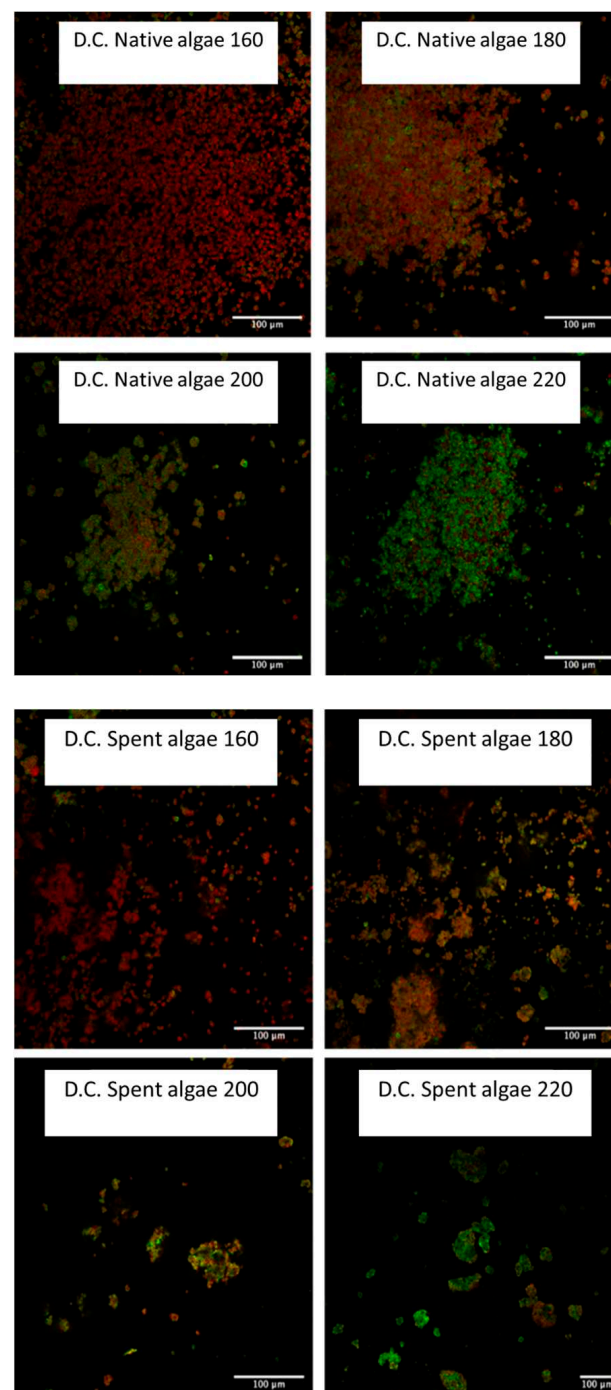 D.C. Native algae 160
D.C. Native algae 180
100 µm
100 µm
D.C. Native algae 200
D.C. Native algae 220
100 µm
100 µm
D.C. Spent algae 160
D.C. Spent algae 180
100 µm
100 µm
D.C. Spent algae 200
D.C. Spent algae 220
100 µm
100 µm